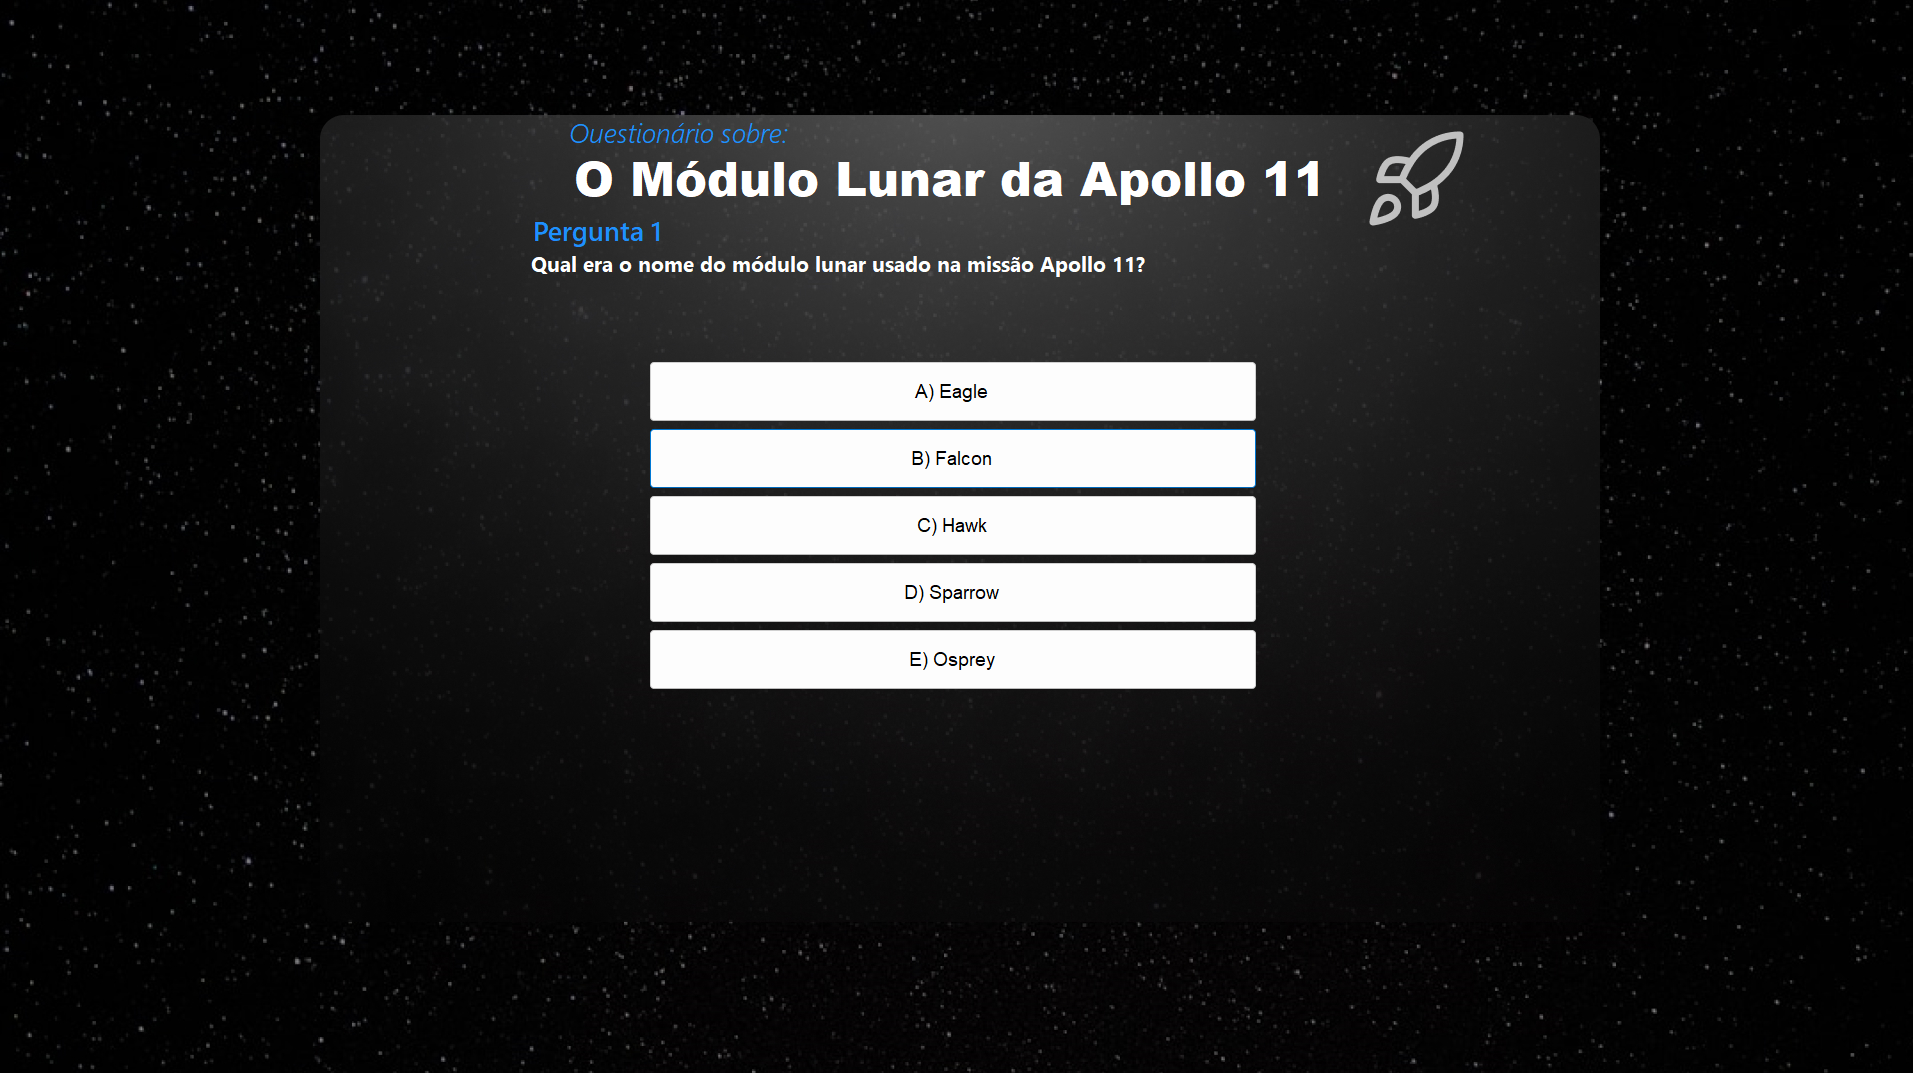 Questionário sobre:
O Módulo Lunar da Apollo 11
Pergunta 1
Qual era o nome do módulo lunar usado na missão Apollo 11?
A) Eagle
B) Falcon
C) Hawk
D) Sparrow
E) Osprey